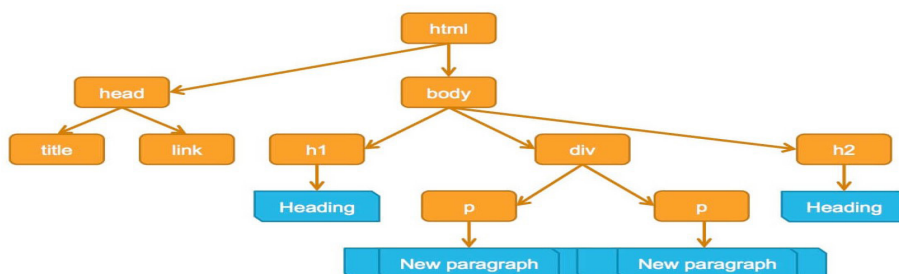 html
head
body
title
link
h1
div
h2
Heading
p
p
Heading
New paragraph
New paragraph